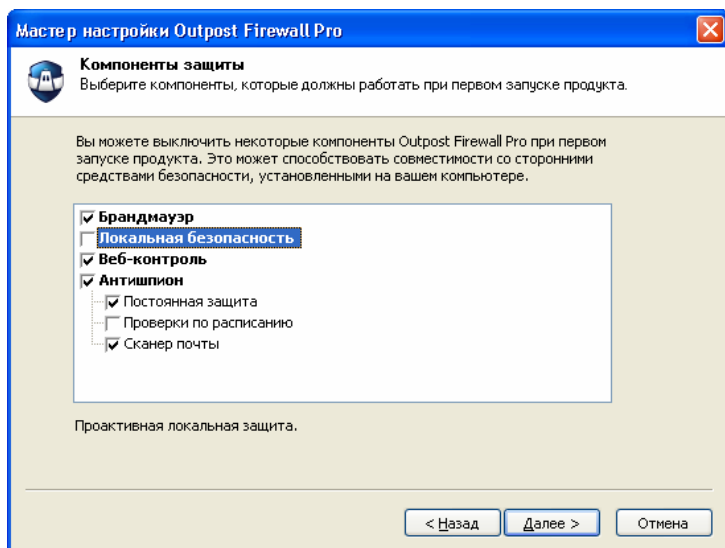 Мастер настройки Outpost Firewall Pro
Компоненты защиты
Выберите компоненты, которые должны работать при первом запуске продукта.
Вы можете выключить некоторые компоненты Outpost Firewall Pro при первом
запуске продукта. Это может способствовать совместимости со сторонними
средствами безопасности, установленными на вашем компьютере.
Брандмауэр
Локальная безопасность
Веб-контроль
Антишпион
Постоянная защита
Проверки по расписанию
Сканер почты
Проактивная локальная защита.
< Назад
Далее >
Отмена